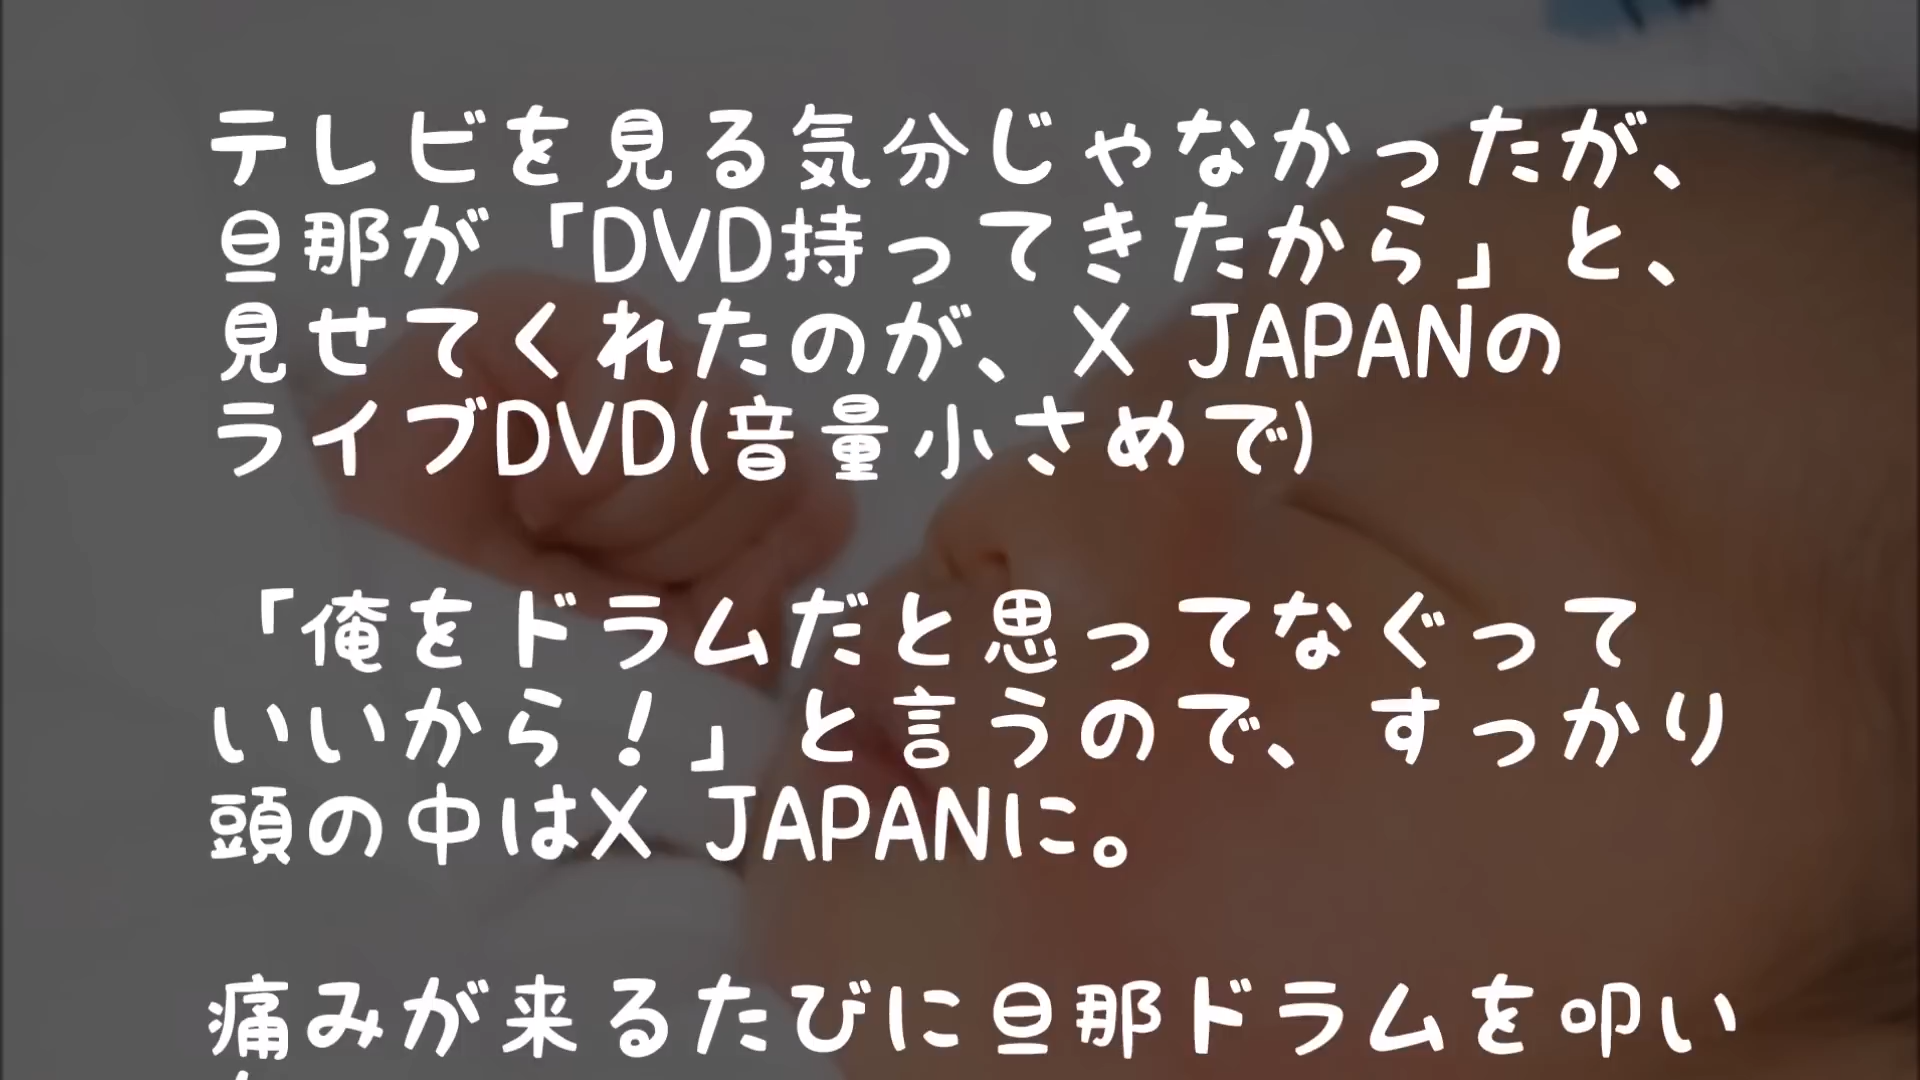 テレビを見る気分じゃなかったが、
旦那が「DVD持ってきたから」と、
見せてくれたのが、X JAPANの
ライブDVD(音量小さめで)
「俺をドラムだと思ってなぐって
いいから！」と言うので、すっかり
頭の中はX JAPANに。
痛みが来るたびに旦那ドラムを叩い